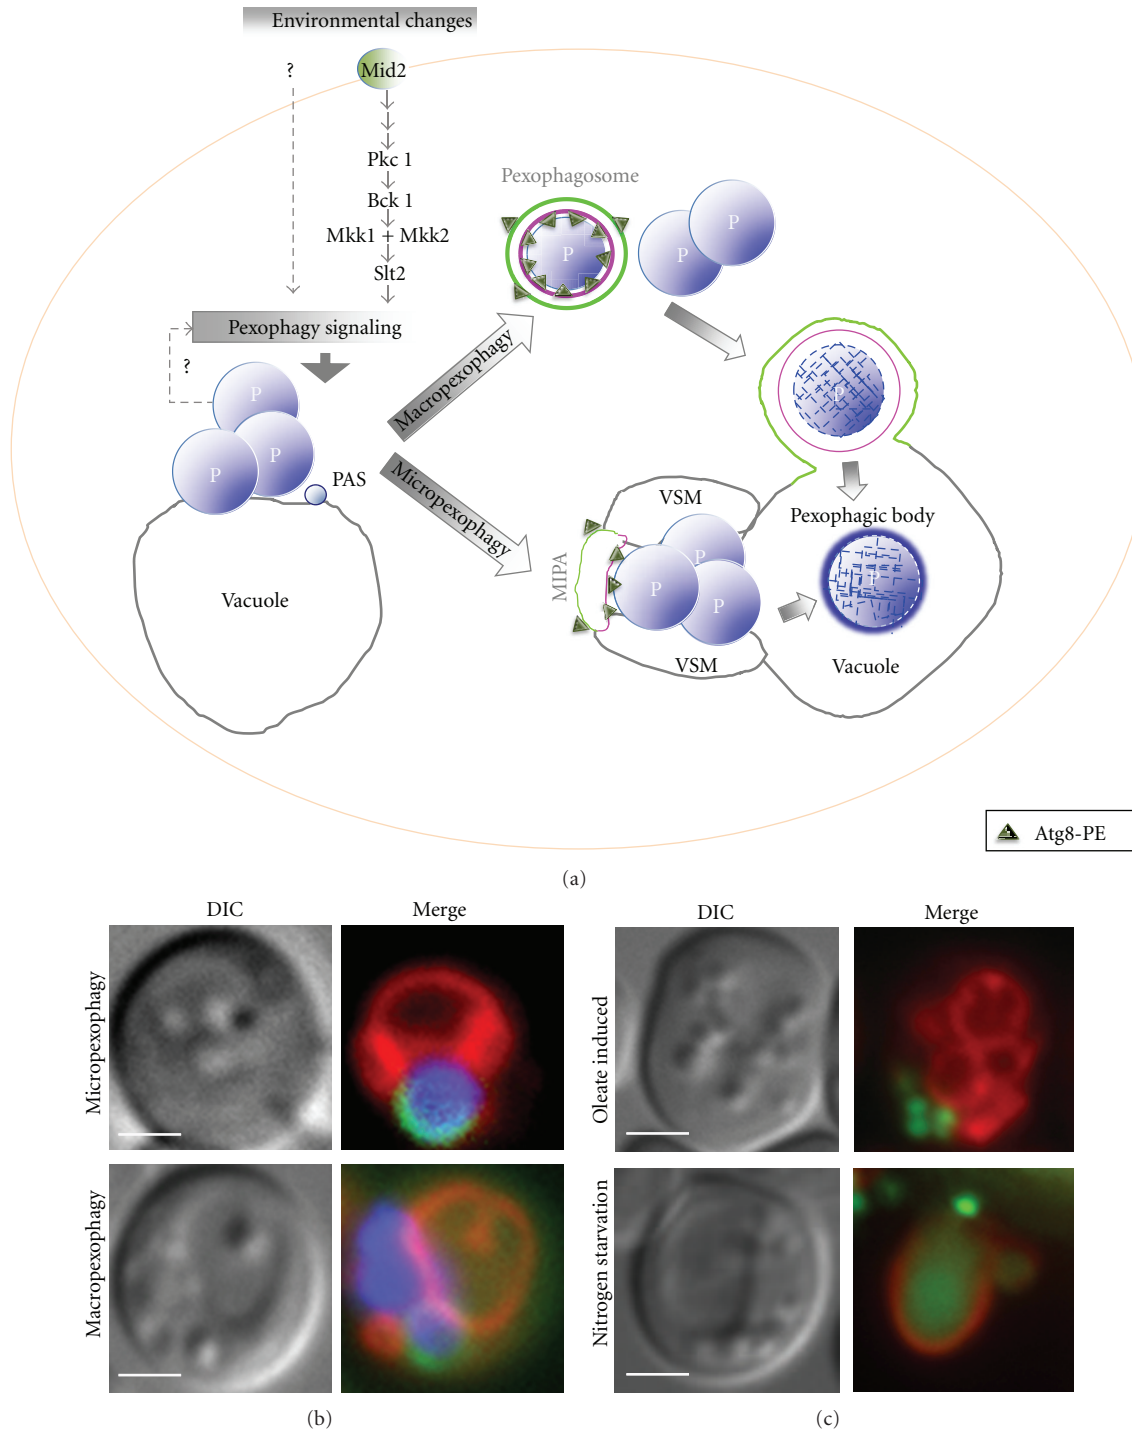 Environmental changes
?
Mid2
Pkc 1
Bck 1
Mkk1 + Mkk2
Slt2
Pexophagy signaling
?
P
P
P
PAS
Vacuole
Macropexophagy
Micropexophagy
Pexophagosome
P
P
P
P
Pexophagic body
P
VSM
MIPA
P
P
P
VSM
Vacuole
Atg8-PE
(a)
DIC
Merge
Micropexophagy
Macropexophagy
(b)
DIC
Merge
Oleate induced
Nitrogen starvation
(c)